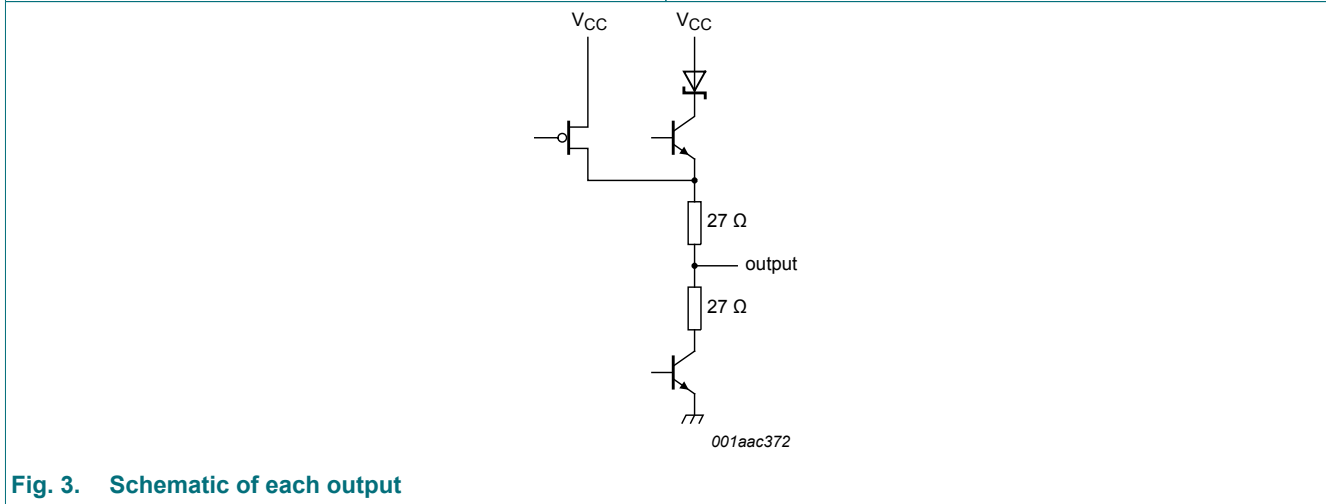 VCC VCC
27 Ω
output
27 Ω
001aac372
Fig. 3. Schematic of each output